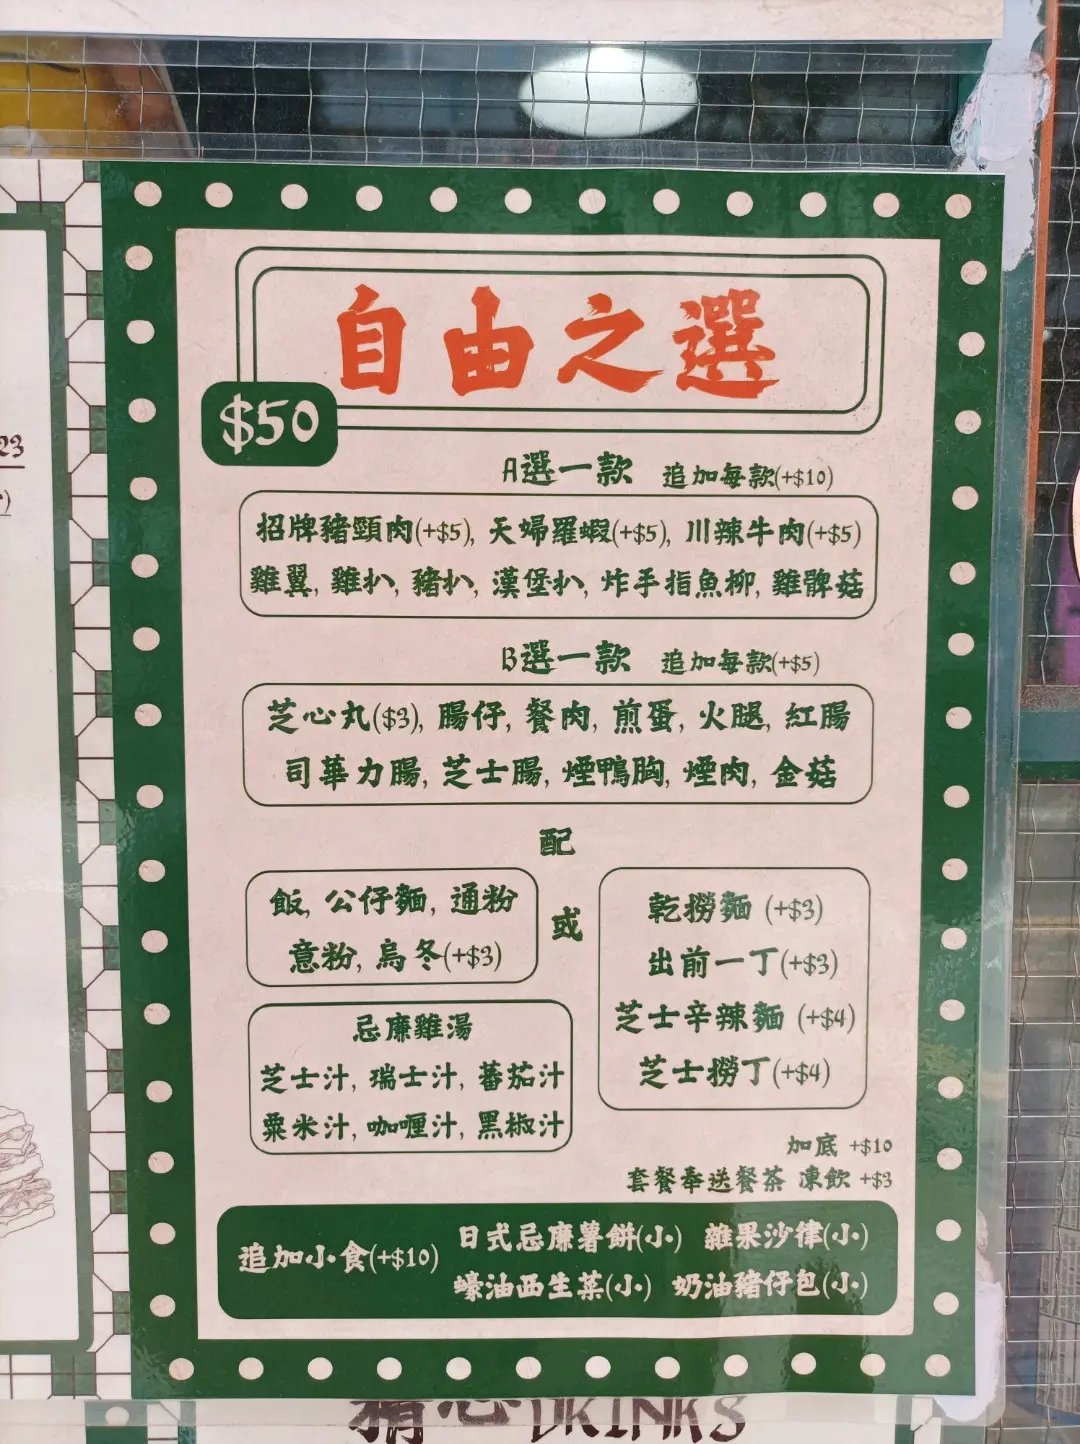 自由之選
$50
A選一款 追加每款(+$10)
招牌豬頸肉(+$5), 天婦羅蝦(+$5), 川辣牛肉(+$5)
雞翼, 雞扒, 豬扒, 漢堡扒, 炸手指魚柳, 雞髀菇
B選一款 追加每款(+$5)
芝心丸($3), 腸仔, 餐肉, 煎蛋, 火腿, 紅腸
司華力腸, 芝士腸, 煙鴨胸, 煙肉, 金菇
配
飯, 公仔麵, 通粉
意粉, 烏冬(+$3)
或
乾撈麵 (+$3)
出前一丁(+$3)
芝士辛辣麵 (+$4)
芝士撈丁(+$4)
忌廉雞湯
芝士汁, 瑞士汁, 蕃茄汁
粟米汁, 咖喱汁, 黑椒汁
加底 +$10
套餐奉送餐茶 凍飲 +$3
追加小食(+$10)
日式忌廉薯餅(小) 雜果沙律(小)
蠔油西生菜(小) 奶油豬仔包(小)
精心DRINKS
23